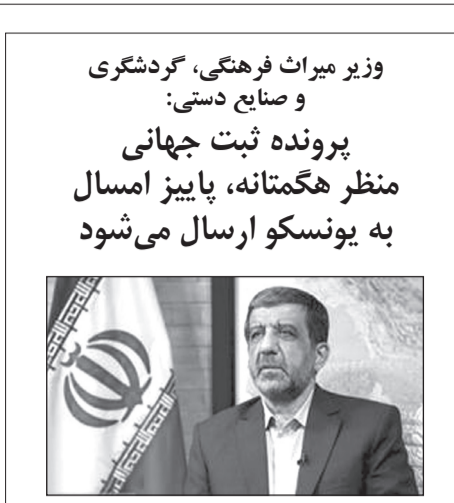 وزیر میراث فرهنگی، گردشگری
و صنایع دستی:
پرونده ثبت جهانی
منظر هگمتانه، پاییز امسال
به یونسکو ارسال می‌شود